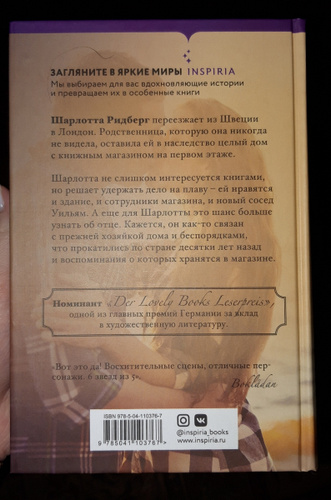 ЗАГЛЯНИТЕ В ЯРКИЕ МИРЫ INSPIRIA
Мы выбираем для вас вдохновляющие истории
и превращаем их в особенные книги
Шарлотта Ридберг переезжает из Швеции
в Лондон. Родственница, которую она никогда
не видела, оставила ей в наследство целый дом
с книжным магазином на первом этаже.
Шарлотта не слишком интересуется книгами,
но решает удержать дело на плаву – ей нравятся
и здание, и сотрудники магазина, и новый сосед
Уильям. А еще для Шарлотты это шанс больше
узнать об отце. Кажется, он как-то связан
с прежней хозяйкой дома и беспорядками,
что прокатились по стране десятки лет назад
и воспоминания о которых хранятся в магазине.
Номинант «Der Lovely Books Leserpreis»,
одной из главных премий Германии за вклад
в художественную литературу.
«Вот это да! Восхитительные сцены, отличные пер-
сонажи. 6 звезд из 5».
Bokladan
ISBN 978-5-04-110376-7
9 785041 103767 >
@inspiria_books
inspiria.ru